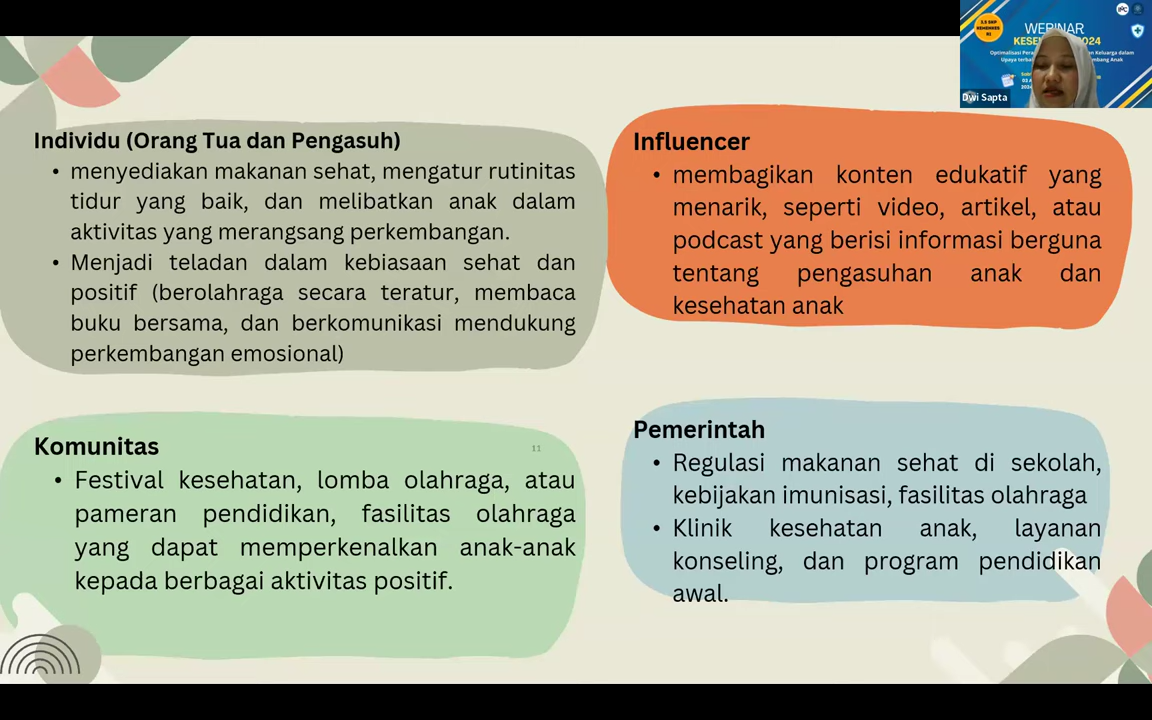 Individu (Orang Tua dan Pengasuh)
• menyediakan makanan sehat, mengatur rutinitas
tidur yang baik, dan melibatkan anak dalam
aktivitas yang merangsang perkembangan.
• Menjadi teladan dalam kebiasaan sehat dan
positif (berolahraga secara teratur, membaca
buku bersama, dan berkomunikasi mendukung
perkembangan emosional)
Influencer
• membagikan konten edukatif yang
menarik, seperti video, artikel, atau
podcast yang berisi informasi berguna
tentang pengasuhan anak dan
kesehatan anak
Komunitas
11
• Festival kesehatan, lomba olahraga, atau
pameran pendidikan, fasilitas olahraga
yang dapat memperkenalkan anak-anak
kepada berbagai aktivitas positif.
Pemerintah
• Regulasi makanan sehat di sekolah,
kebijakan imunisasi, fasilitas olahraga
• Klinik kesehatan anak, layanan
konseling, dan program pendidikan
awal.
WEBINAR
Dwi Sapta